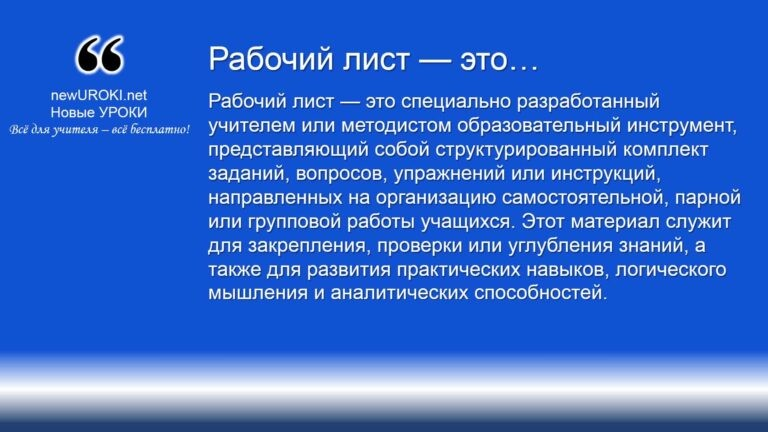 “
newUROKI.net
Новые УРОКИ
Всё для учителя – всё бесплатно!
Рабочий лист — это…
Рабочий лист — это специально разработанный
учителем или методистом образовательный инструмент,
представляющий собой структурированный комплект
заданий, вопросов, упражнений или инструкций,
направленных на организацию самостоятельной, парной
или групповой работы учащихся. Этот материал служит
для закрепления, проверки или углубления знаний, а
также для развития практических навыков, логического
мышления и аналитических способностей.